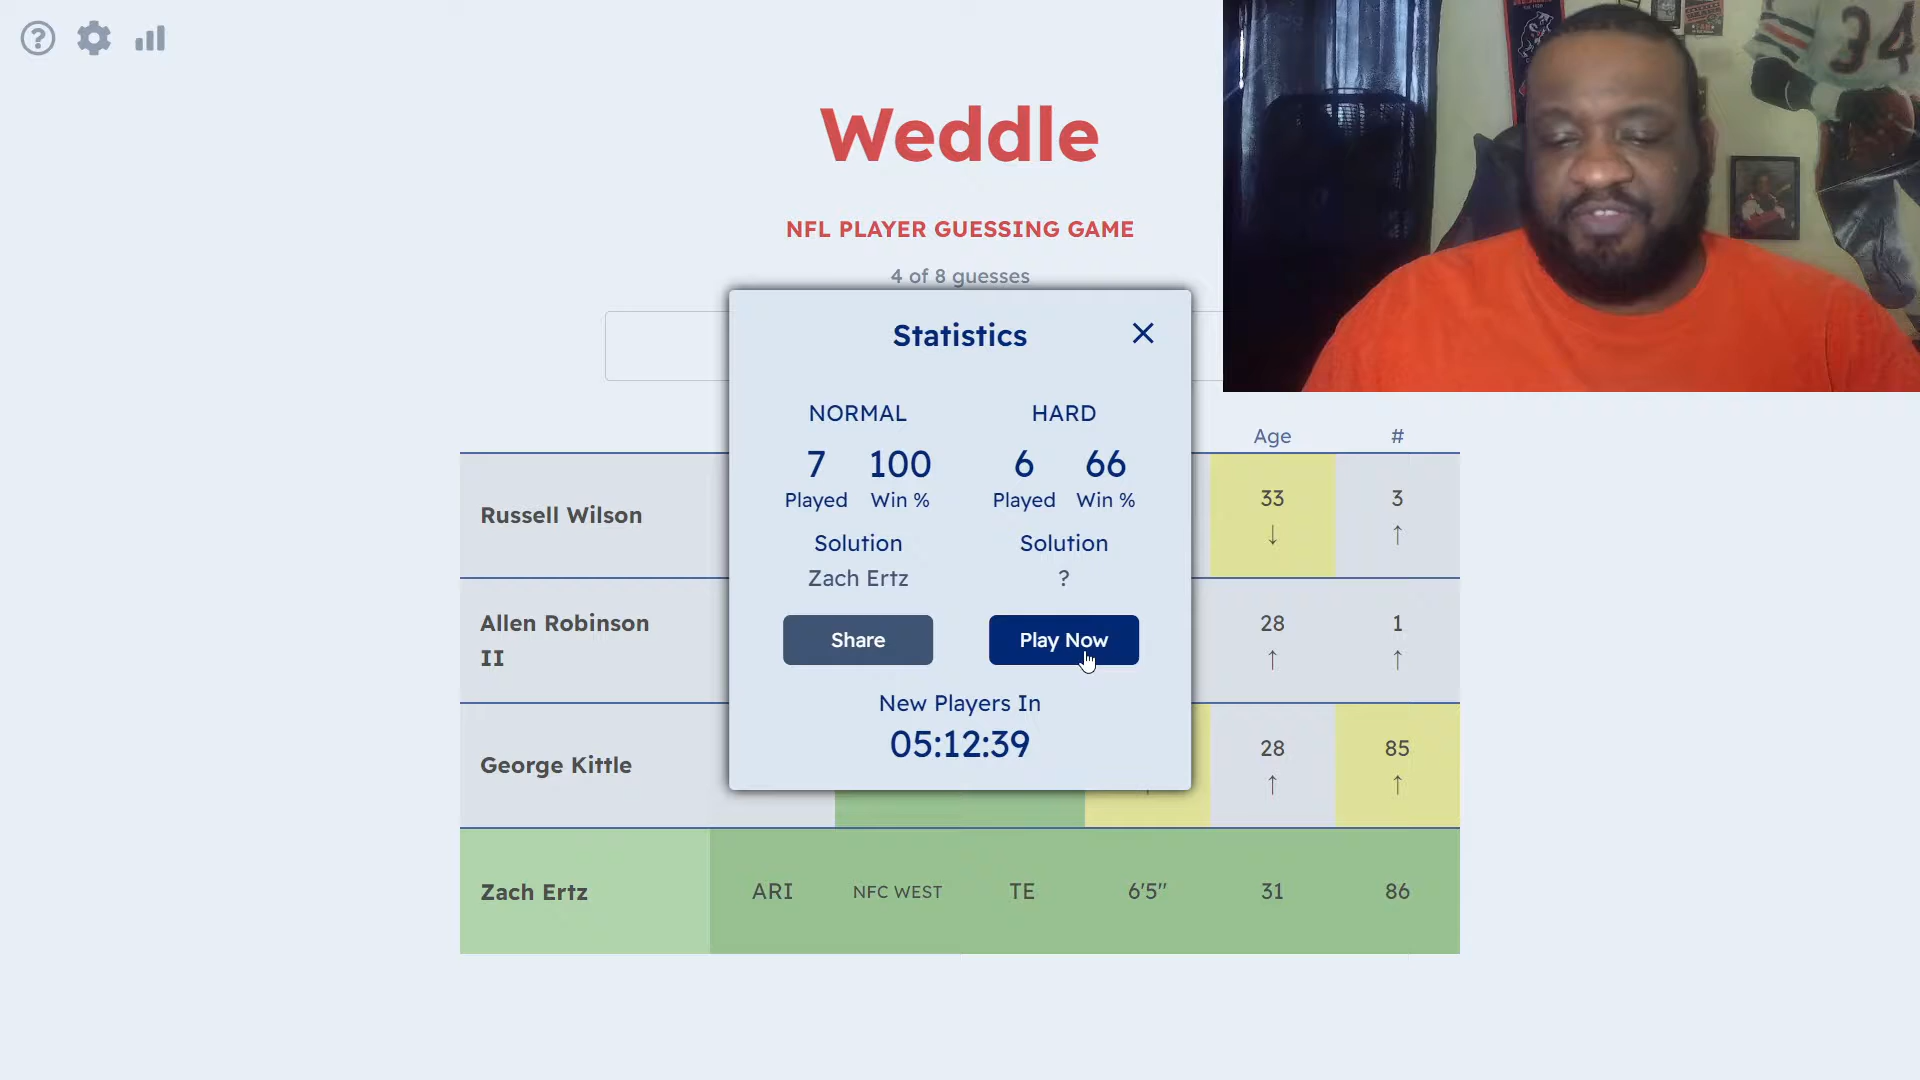 Weddle
NFL PLAYER GUESSING GAME
4 of 8 guesses
34
Statistics
NORMAL HARD
7 100 6 66
Played Win % Played Win %
Solution Solution
Zach Ertz ?
Share Play Now
New Players In
05:12:39
Age #
Russell Wilson 33 3
↓ ↑
Allen Robinson 28 1
II ↑ ↑
George Kittle 28 85
↑ ↑
Zach Ertz ARI NFC WEST TE 6'5" 31 86